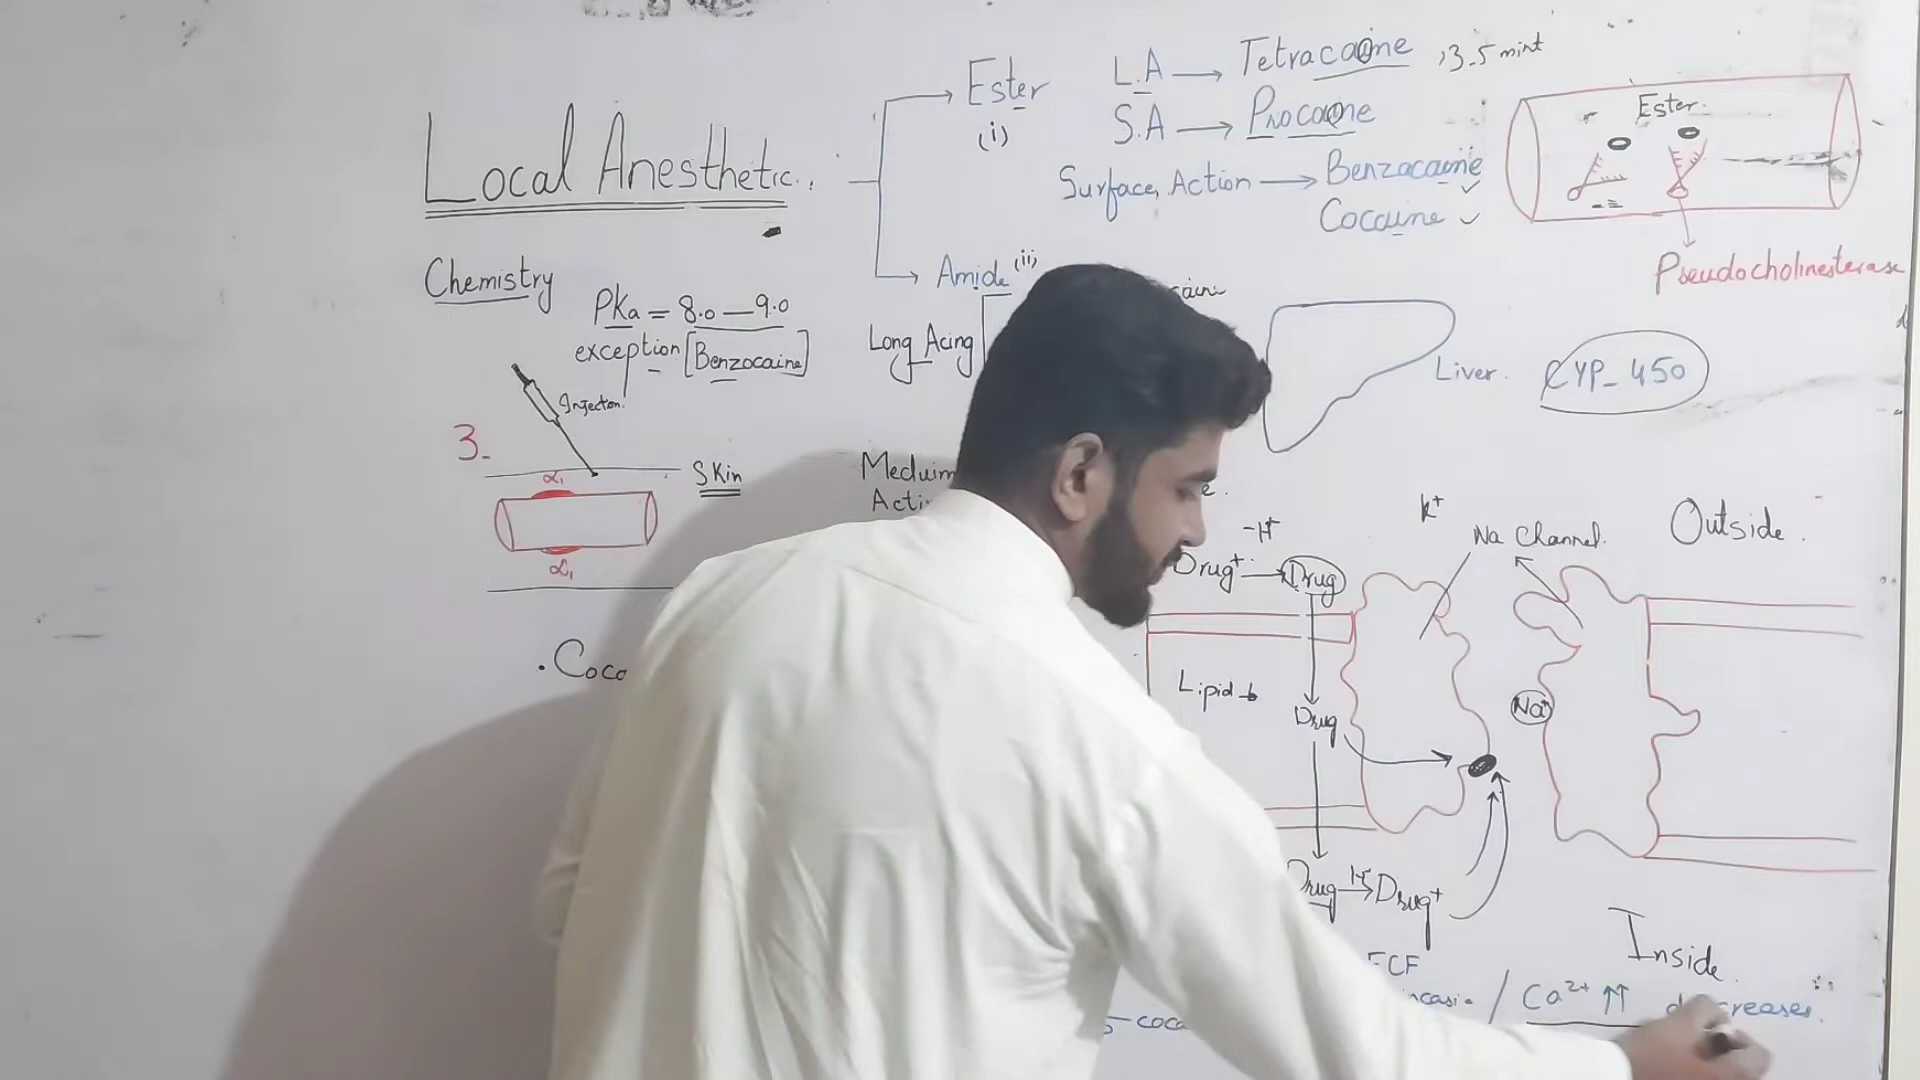 Local Anesthetic.
Ester
(i)
L.A → Tetracaine , 3-5 mint
S.A → Procaine
Surface Action → Benzocaine ✓
Cocaine ✓
Ester.
Pseudocholinesterase
Amide (ii)
Long Acing
Liver.
CYP-450
Chemistry
PKa = 8.0 — 9.0
exception [Benzocaine]
Injection.
3.
α₁
Skin
α₁
Meduim
Acti
.Coco
-H⁺
K⁺
Na Channel.
Outside.
Drug⁺ → Drug
Lipid b
Drug
Na⁺
Drug H⁺→ Drug⁺
Inside.
ECF
/ Ca²⁺ ↑↑ decreases.